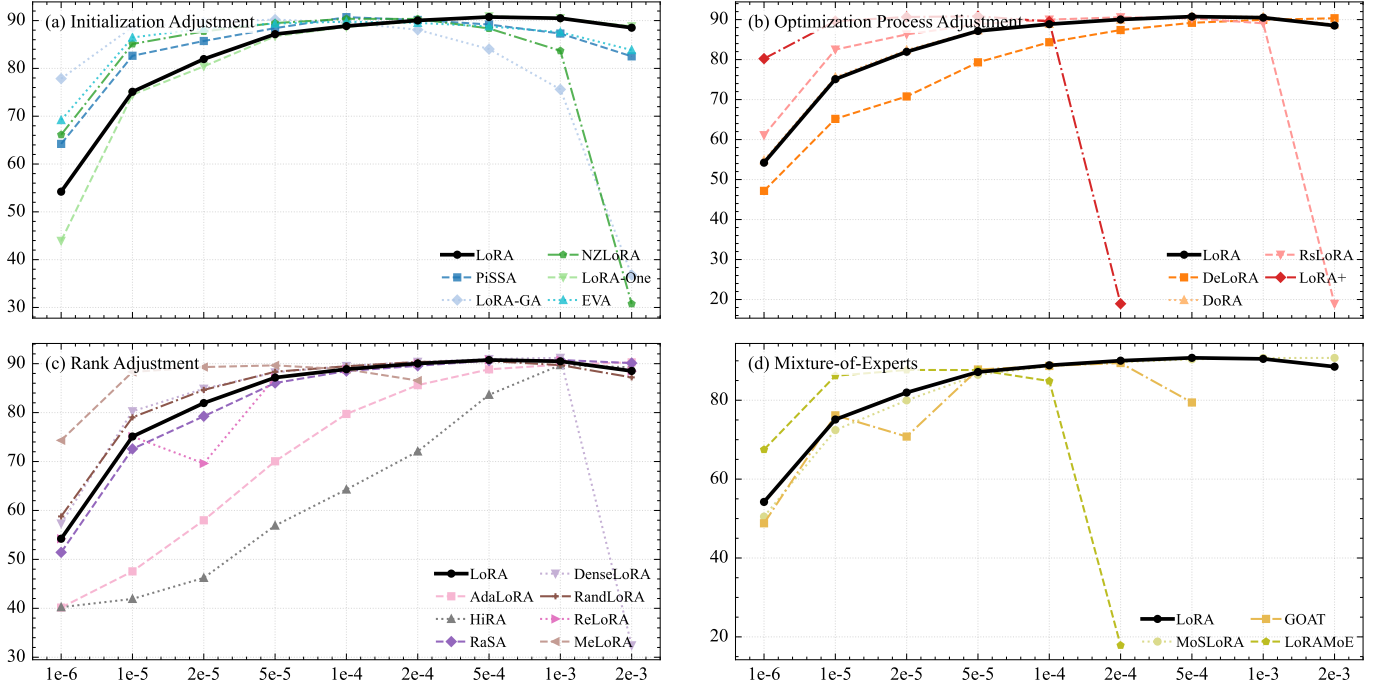 (a) Initialization Adjustment
90
80
70
60
50
40
30
LoRA
PiSSA
LoRA-GA
NZLoRA
LoRA-One
EVA
(b) Optimization Process Adjustment
90
80
70
60
50
40
30
20
LoRA
DeLoRA
DoRA
RsLoRA
LoRA+
(c) Rank Adjustment
90
80
70
60
50
40
30
LoRA
AdaLoRA
HiRA
RaSA
DenseLoRA
RandLoRA
ReLoRA
MeLoRA
1e-6 1e-5 2e-5 5e-5 1e-4 2e-4 5e-4 1e-3 2e-3
(d) Mixture-of-Experts
80
60
40
20
LoRA
MoSLoRA
GOAT
LoRAMoE
1e-6 1e-5 2e-5 5e-5 1e-4 2e-4 5e-4 1e-3 2e-3